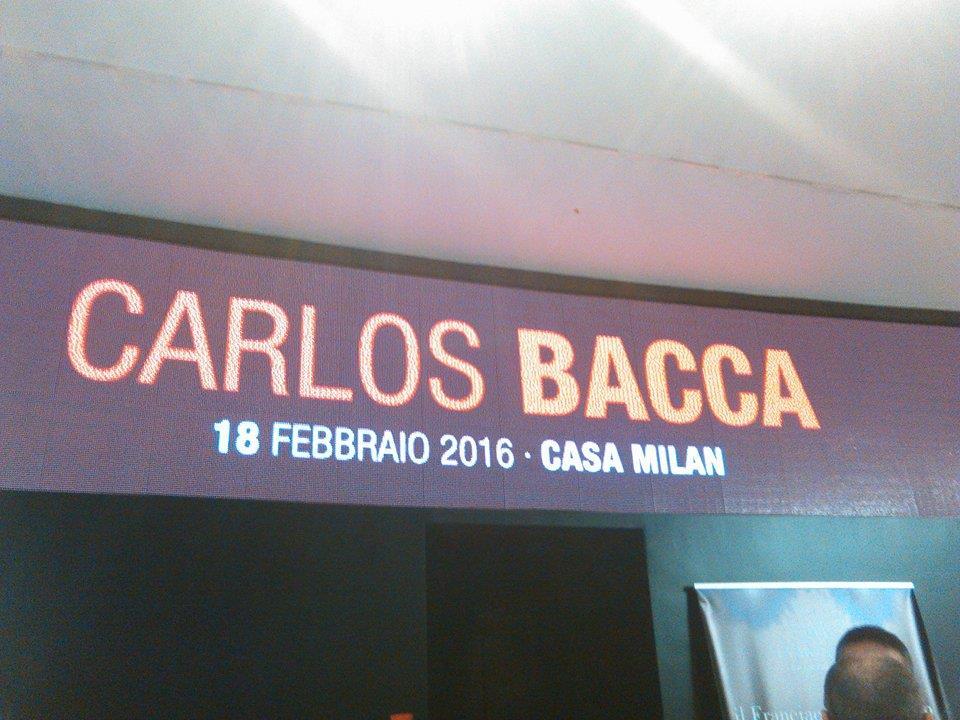 CARLOS BACCA
18 FEBBRAIO 2016 · CASA MILAN